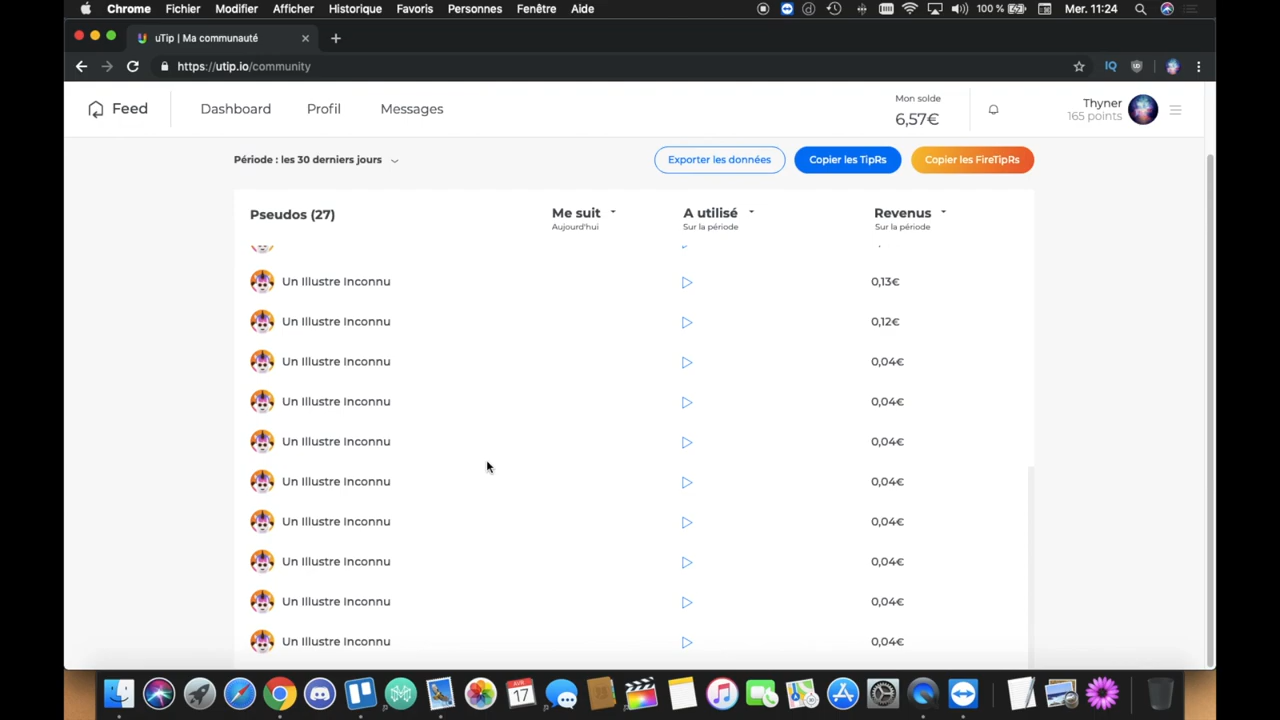 Chrome Fichier Modifier Afficher Historique Favoris Personnes Fenêtre Aide 100 % Mer. 11:24
uTip | Ma communauté
https://utip.io/community
Feed Dashboard Profil Messages Mon solde 6,57€ Thyner 165 points
Période : les 30 derniers jours Exporter les données Copier les TipRs Copier les FireTipRs
Pseudos (27) Me suit A utilisé Revenus
Aujourd'hui Sur la période Sur la période
Un Illustre Inconnu 0,13€
Un Illustre Inconnu 0,12€
Un Illustre Inconnu 0,04€
Un Illustre Inconnu 0,04€
Un Illustre Inconnu 0,04€
Un Illustre Inconnu 0,04€
Un Illustre Inconnu 0,04€
Un Illustre Inconnu 0,04€
Un Illustre Inconnu 0,04€
Un Illustre Inconnu 0,04€
17